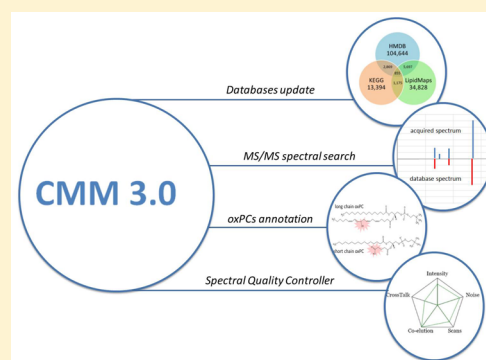 HMDB
104,644
KEGG
13,394
LipidMaps
34,828
Databases update
acquired spectrum
MS/MS spectral search
database spectrum
CMM 3.0
long chain oxPC
oxPCs annotation
short chain oxPC
Spectral Quality Controller
Intensity
CrossTalk
Noise
Co-elution
Scans